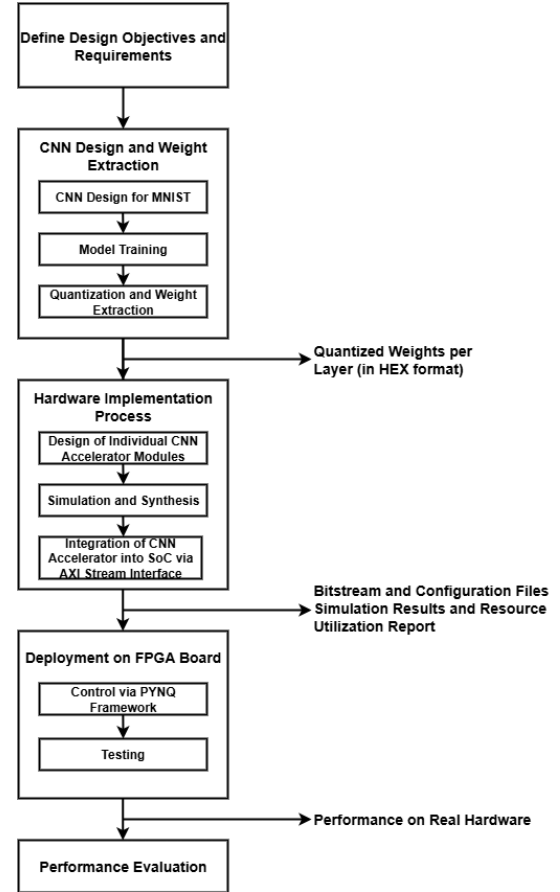 Define Design Objectives and
Requirements
CNN Design and Weight
Extraction
CNN Design for MNIST
Model Training
Quantization and Weight
Extraction
Quantized Weights per
Layer (in HEX format)
Hardware Implementation
Process
Design of Individual CNN
Accelerator Modules
Simulation and Synthesis
Integration of CNN
Accelerator into SoC via
AXI Stream Interface
Bitstream and Configuration Files
Simulation Results and Resource
Utilization Report
Deployment on FPGA Board
Control via PYNQ
Framework
Testing
Performance on Real Hardware
Performance Evaluation